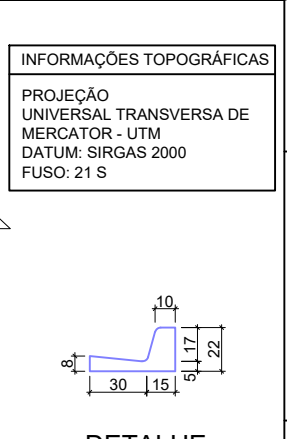 INFORMAÇÕES TOPOGRÁFICAS
PROJEÇÃO
UNIVERSAL TRANSVERSA DE
MERCATOR - UTM
DATUM: SIRGAS 2000
FUSO: 21 S
10
8
17
22
5
30
15